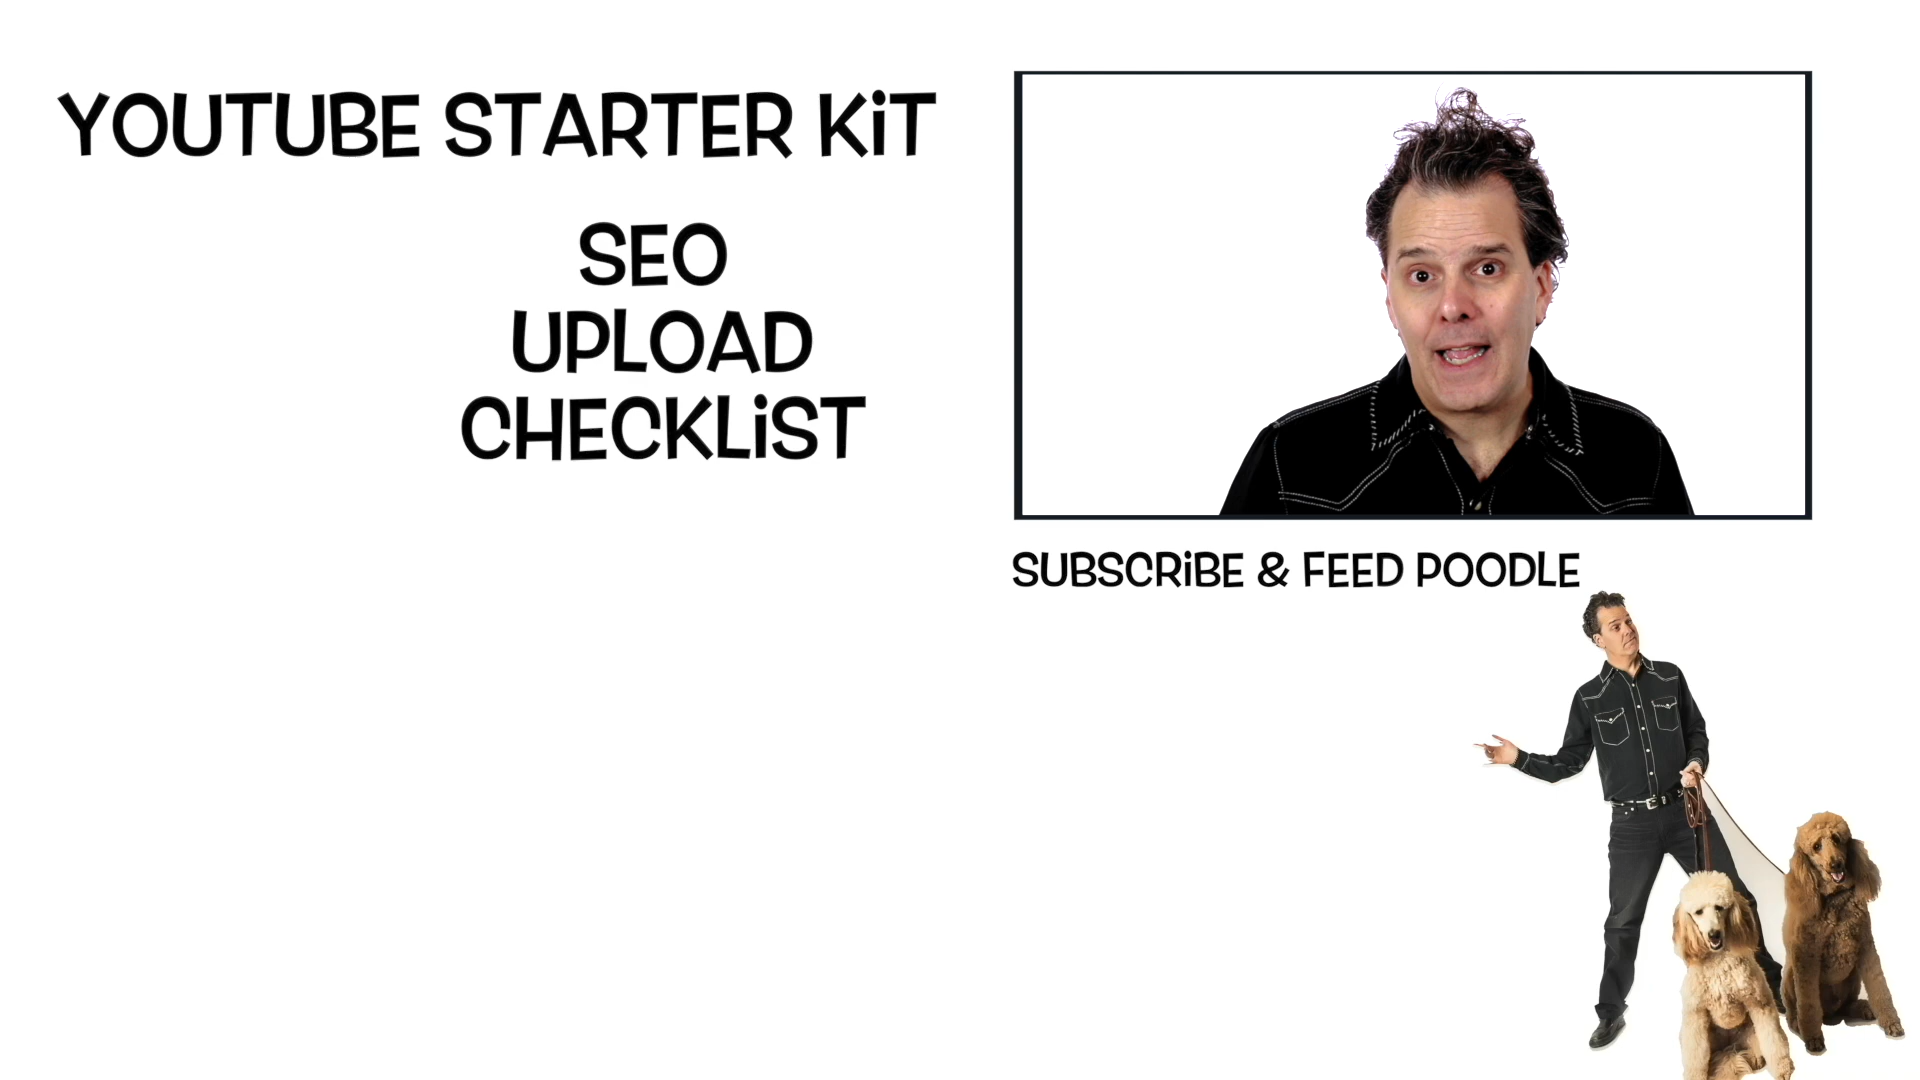 YOUTUBE STARTER KiT
SEO
UPLOAD
CHECKLiST
SUBSCRiBE & FEED POODLE